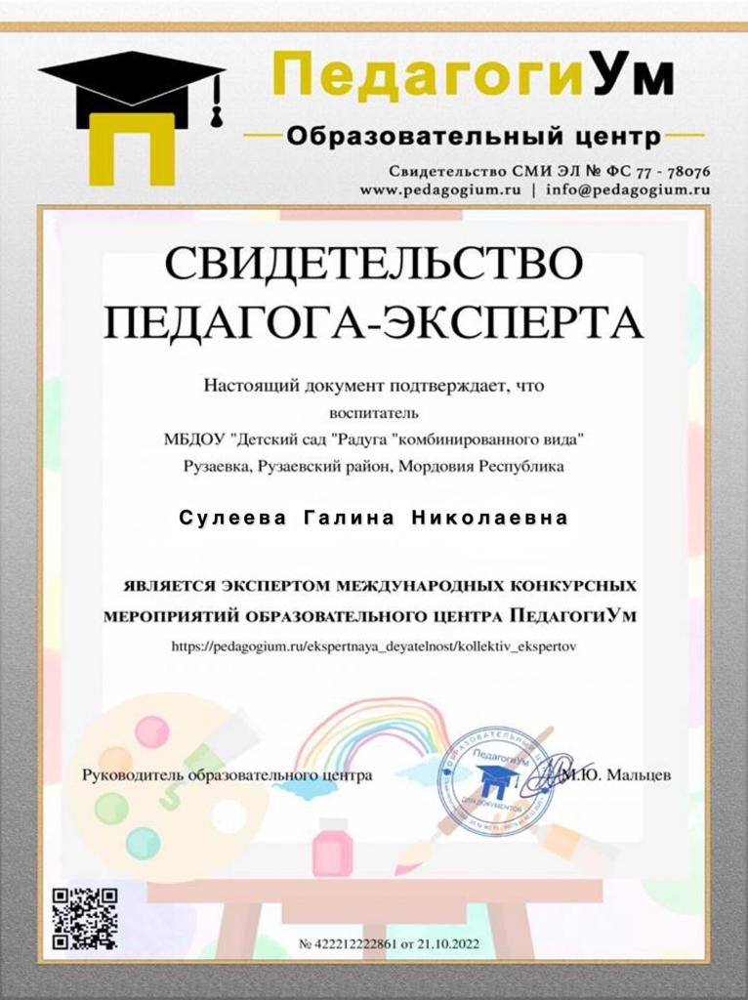 ПедагогиУм
Образовательный центр
Свидетельство СМИ ЭЛ № ФС 77 - 78076
www.pedagogium.ru | info@pedagogium.ru
СВИДЕТЕЛЬСТВО
ПЕДАГОГА-ЭКСПЕРТА
Настоящий документ подтверждает, что
воспитатель
МБДОУ "Детский сад "Радуга "комбинированного вида"
Рузаевка, Рузаевский район, Мордовия Республика
Сулеева Галина Николаевна
ЯВЛЯЕТСЯ ЭКСПЕРТОМ МЕЖДУНАРОДНЫХ КОНКУРСНЫХ
МЕРОПРИЯТИЙ ОБРАЗОВАТЕЛЬНОГО ЦЕНТРА ПЕДАГОГИУМ
https://pedagogium.ru/ekspertnaya_deyatelnost/kollektiv_ekspertov
Руководитель образовательного центра
ПедагогиУм
ДЛЯ ДОКУМЕНТОВ
М.Ю. Мальцев
№ 422212222861 от 21.10.2022